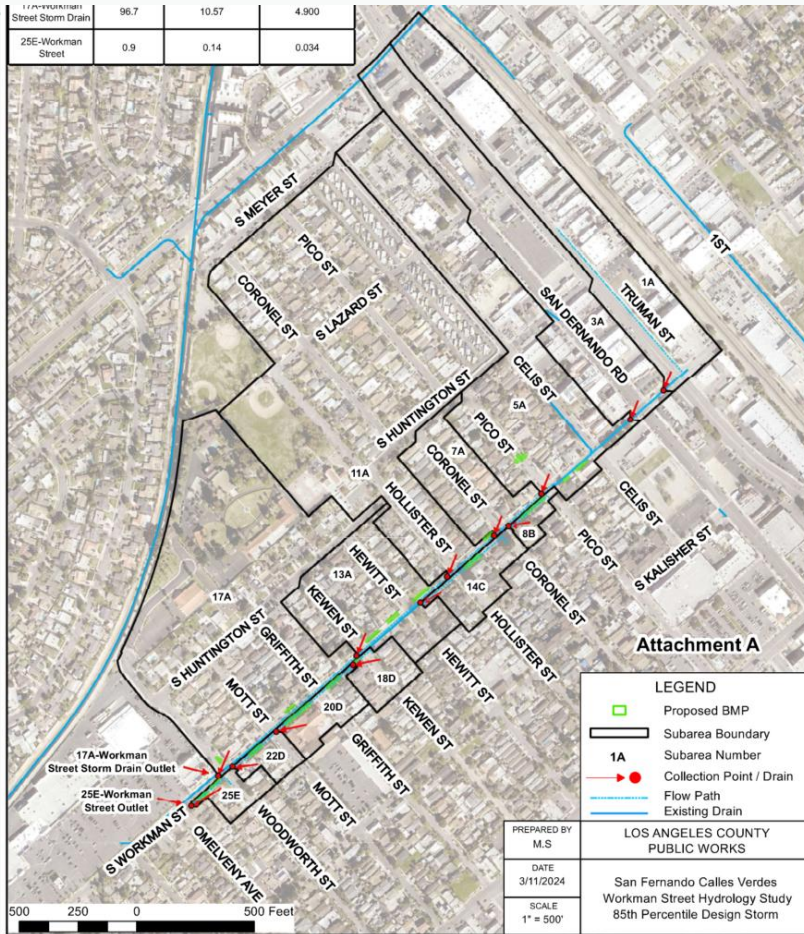 17A-Workman
Street Storm Drain
96.7
10.57
4.900
25E-Workman
Street
0.9
0.14
0.034
S MEYER ST
PICO ST
CORONEL ST
S LAZARD ST
1ST
1A
TRUMAN ST
3A
SAN DERNANDO RD
S HUNTINGTON ST
CELIS ST
5A
PICO ST
7A
CORONEL ST
11A
HOLLISTER ST
8B
CELIS ST
PICO ST
S KALISHER ST
HEWITT ST
13A
14C
CORONEL ST
17A
KEWEN ST
HOLLISTER ST
S HUNTINGTON ST
GRIFFITH ST
HEWITT ST
18D
MOTT ST
20D
KEWEN ST
22D
GRIFFITH ST
17A-Workman
Street Storm Drain Outlet
25E-Workman
Street Outlet
25E
MOTT ST
S WORKMAN ST
OMELVENY AVE
WOODWORTH ST
Attachment A
LEGEND
Proposed BMP
Subarea Boundary
1A
Subarea Number
Collection Point / Drain
Flow Path
Existing Drain
PREPARED BY
M.S
LOS ANGELES COUNTY
PUBLIC WORKS
DATE
3/11/2024
SCALE
1" = 500'
San Fernando Calles Verdes
Workman Street Hydrology Study
85th Percentile Design Storm
500
250
0
500 Feet